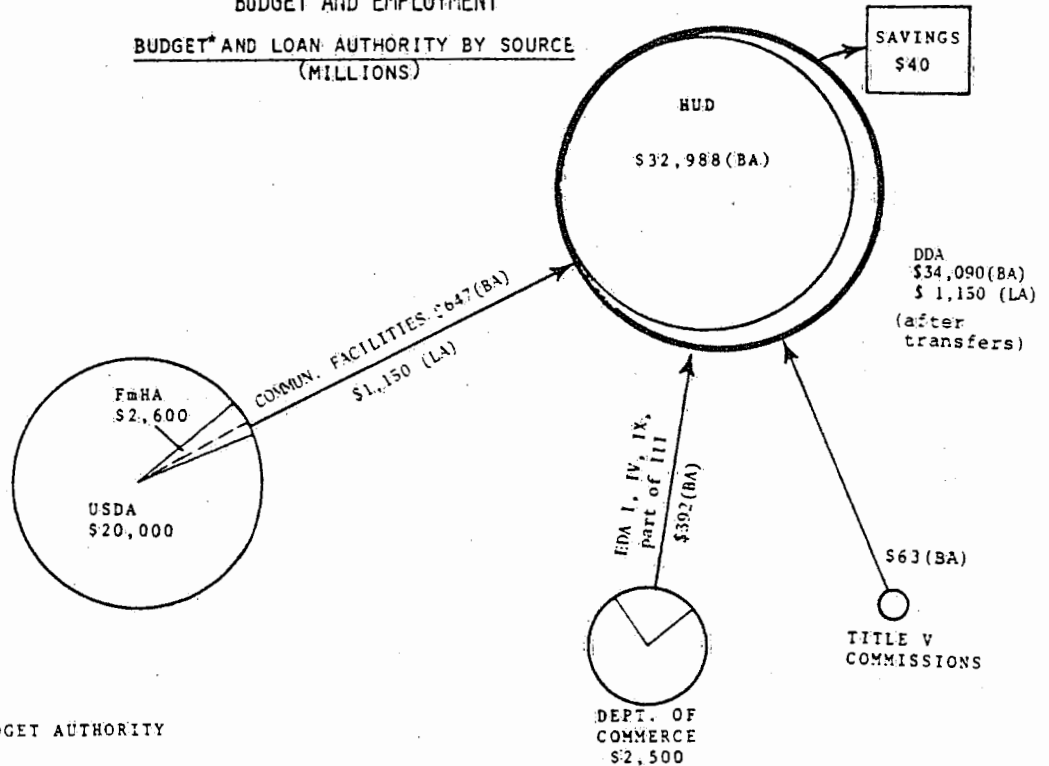 BUDGET AND EMPLOYMENT
BUDGET* AND LOAN AUTHORITY BY SOURCE
(MILLIONS)
SAVINGS
$40
HUD
$32,988(BA)
DDA
$34,090(BA)
$ 1,150 (LA)
(after
transfers)
COMMUN. FACILITIES $647(BA)
$1,150 (LA)
FmHA
$2,600
USDA
$20,000
EDA I, IV, IX,
part of III
$392(BA)
$63(BA)
TITLE V
COMMISSIONS
DEPT. OF
COMMERCE
$2,500
AUTHORITY